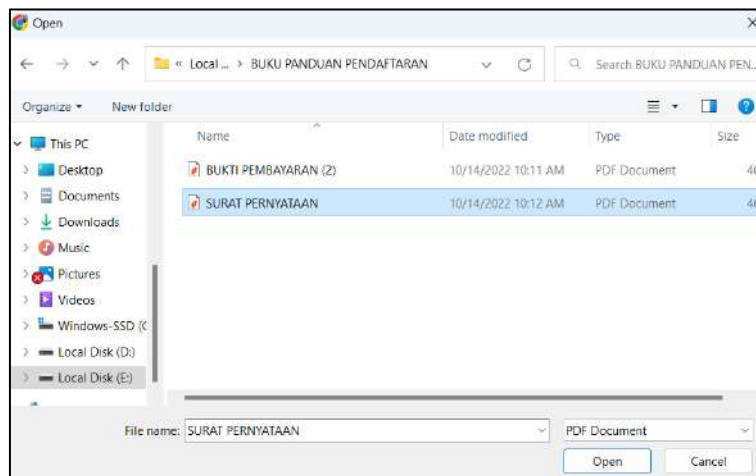 Open
« Local ... > BUKU PANDUAN PENDAFTARAN
Search BUKU PANDUAN PEN...
Organize
New folder
Name
Date modified
Type
Size
This PC
Desktop
Documents
Downloads
Music
Pictures
Videos
Windows-SSD (C
Local Disk (D:)
Local Disk (E:)
BUKTI PEMBAYARAN (2)
10/14/2022 10:11 AM
PDF Document
SURAT PERNYATAAN
10/14/2022 10:12 AM
PDF Document
File name: SURAT PERNYATAAN
PDF Document
Open
Cancel